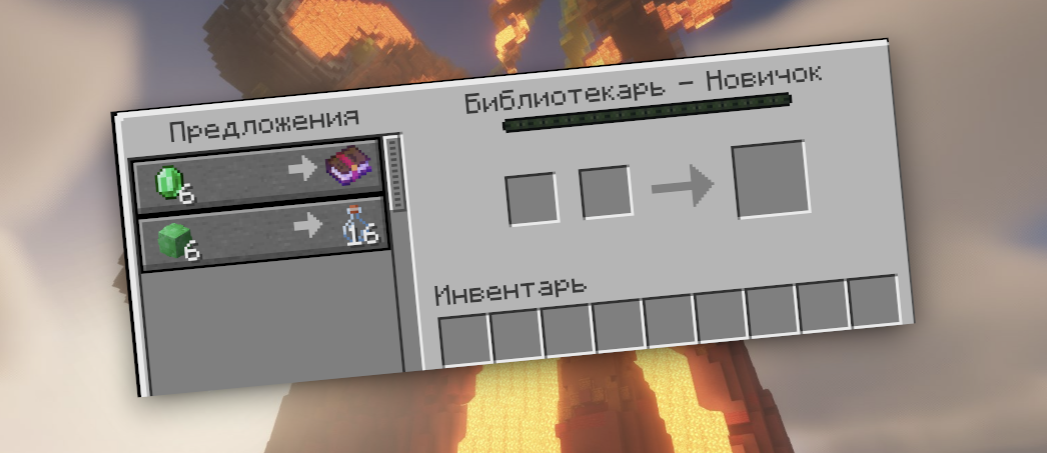 Библиотекарь - Новичок
Предложения
6
6
16
Инвентарь